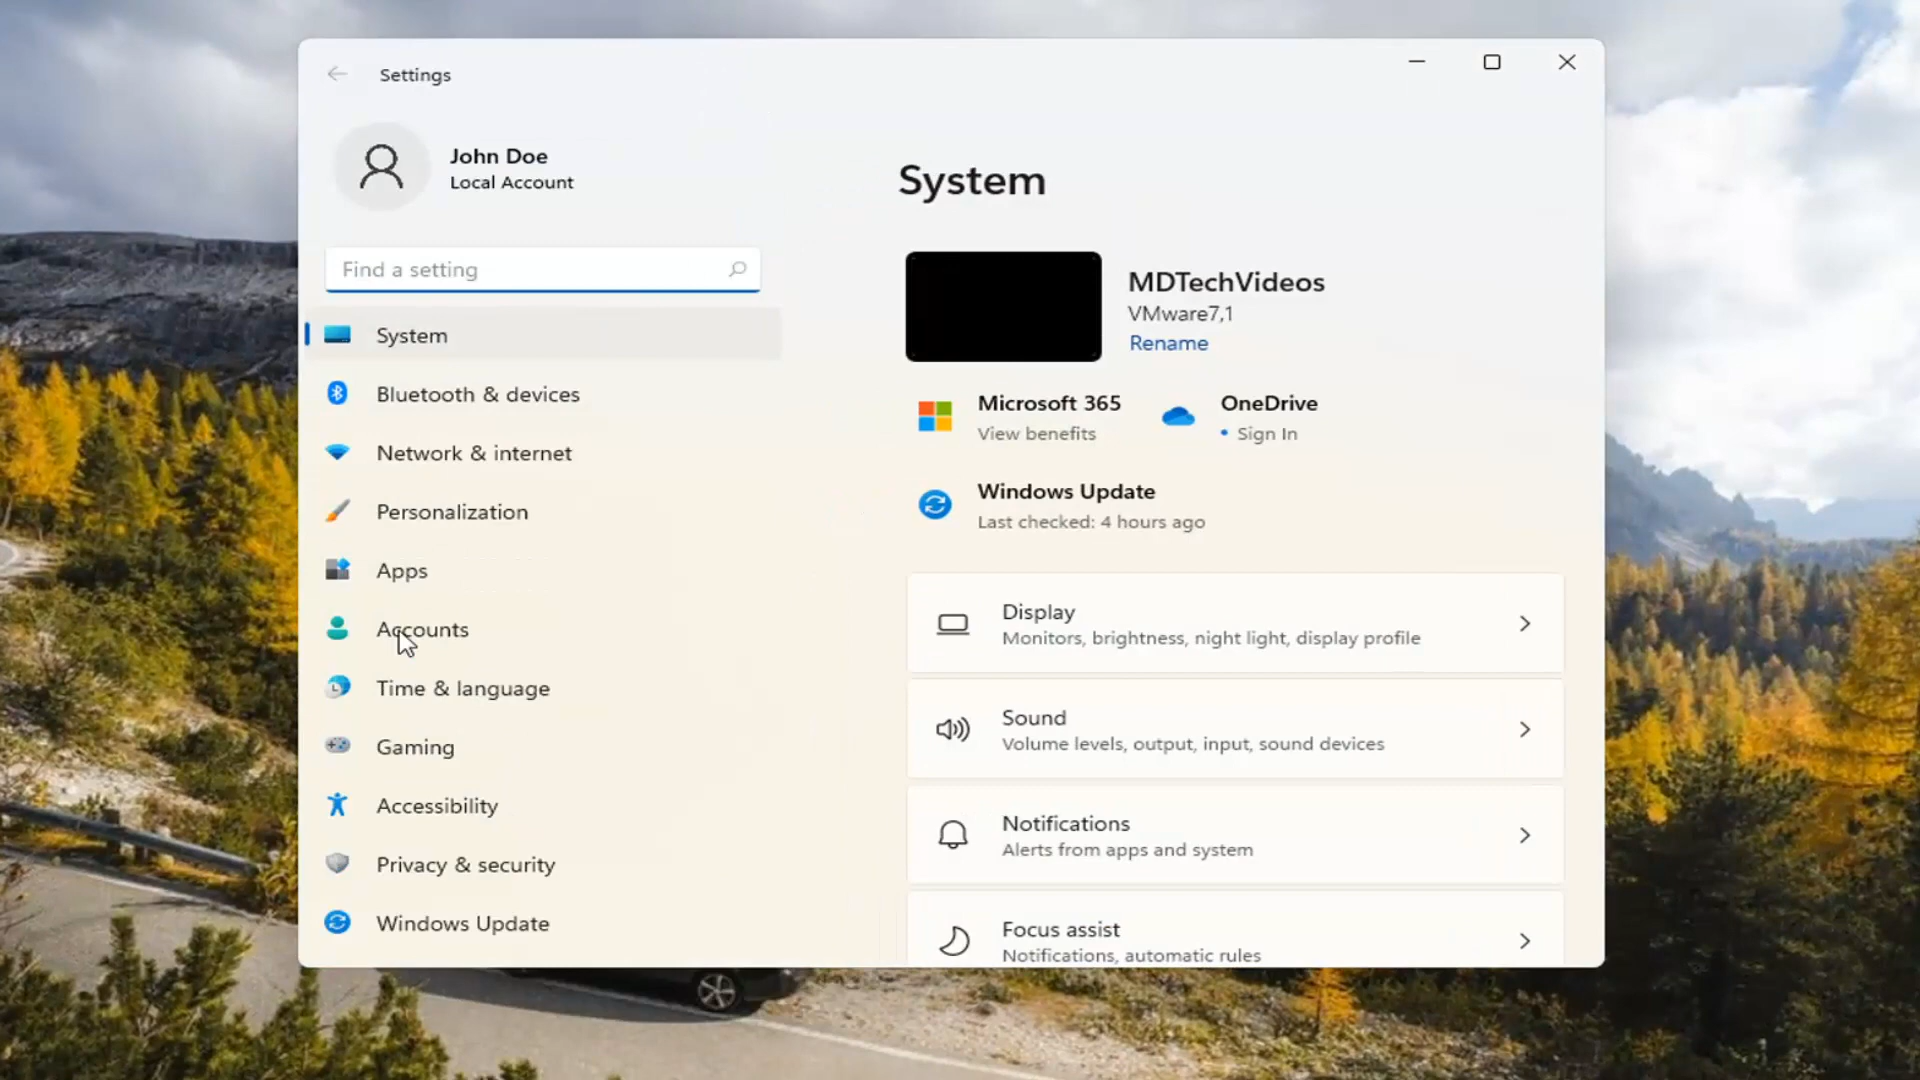 Settings
John Doe
Local Account
Find a setting
System
Bluetooth & devices
Network & internet
Personalization
Apps
Accounts
Time & language
Gaming
Accessibility
Privacy & security
Windows Update
System
MDTechVideos
VMware7,1
Rename
Microsoft 365
View benefits
OneDrive
• Sign In
Windows Update
Last checked: 4 hours ago
Display
Monitors, brightness, night light, display profile
Sound
Volume levels, output, input, sound devices
Notifications
Alerts from apps and system
Focus assist
Notifications, automatic rules